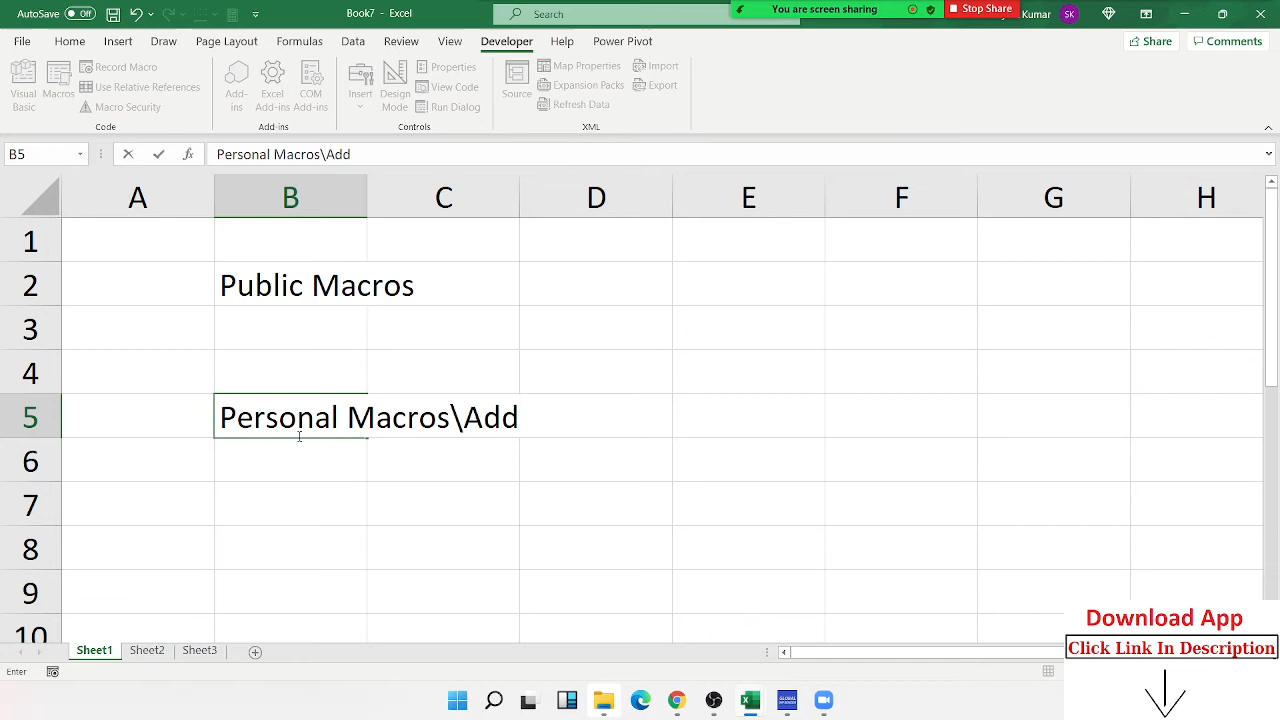 AutoSave Off Book7 - Excel Search You are screen sharing Stop Share Kumar SK
File Home Insert Draw Page Layout Formulas Data Review View Developer Help Power Pivot Share Comments
Visual Basic
Macros
Record Macro
Use Relative References
Macro Security
Code
Add-ins
Excel Add-ins
COM Add-ins
Add-ins
Insert
Design Mode
Properties
View Code
Run Dialog
Controls
Source
Map Properties
Expansion Packs
Refresh Data
Import
Export
XML
B5 fx Personal Macros\Add
A B C D E F G H
1
2 Public Macros
3
4
5 Personal Macros\Add
6
7
8
9
10
Download App
Click Link In Description
Sheet1 Sheet2 Sheet3
Enter